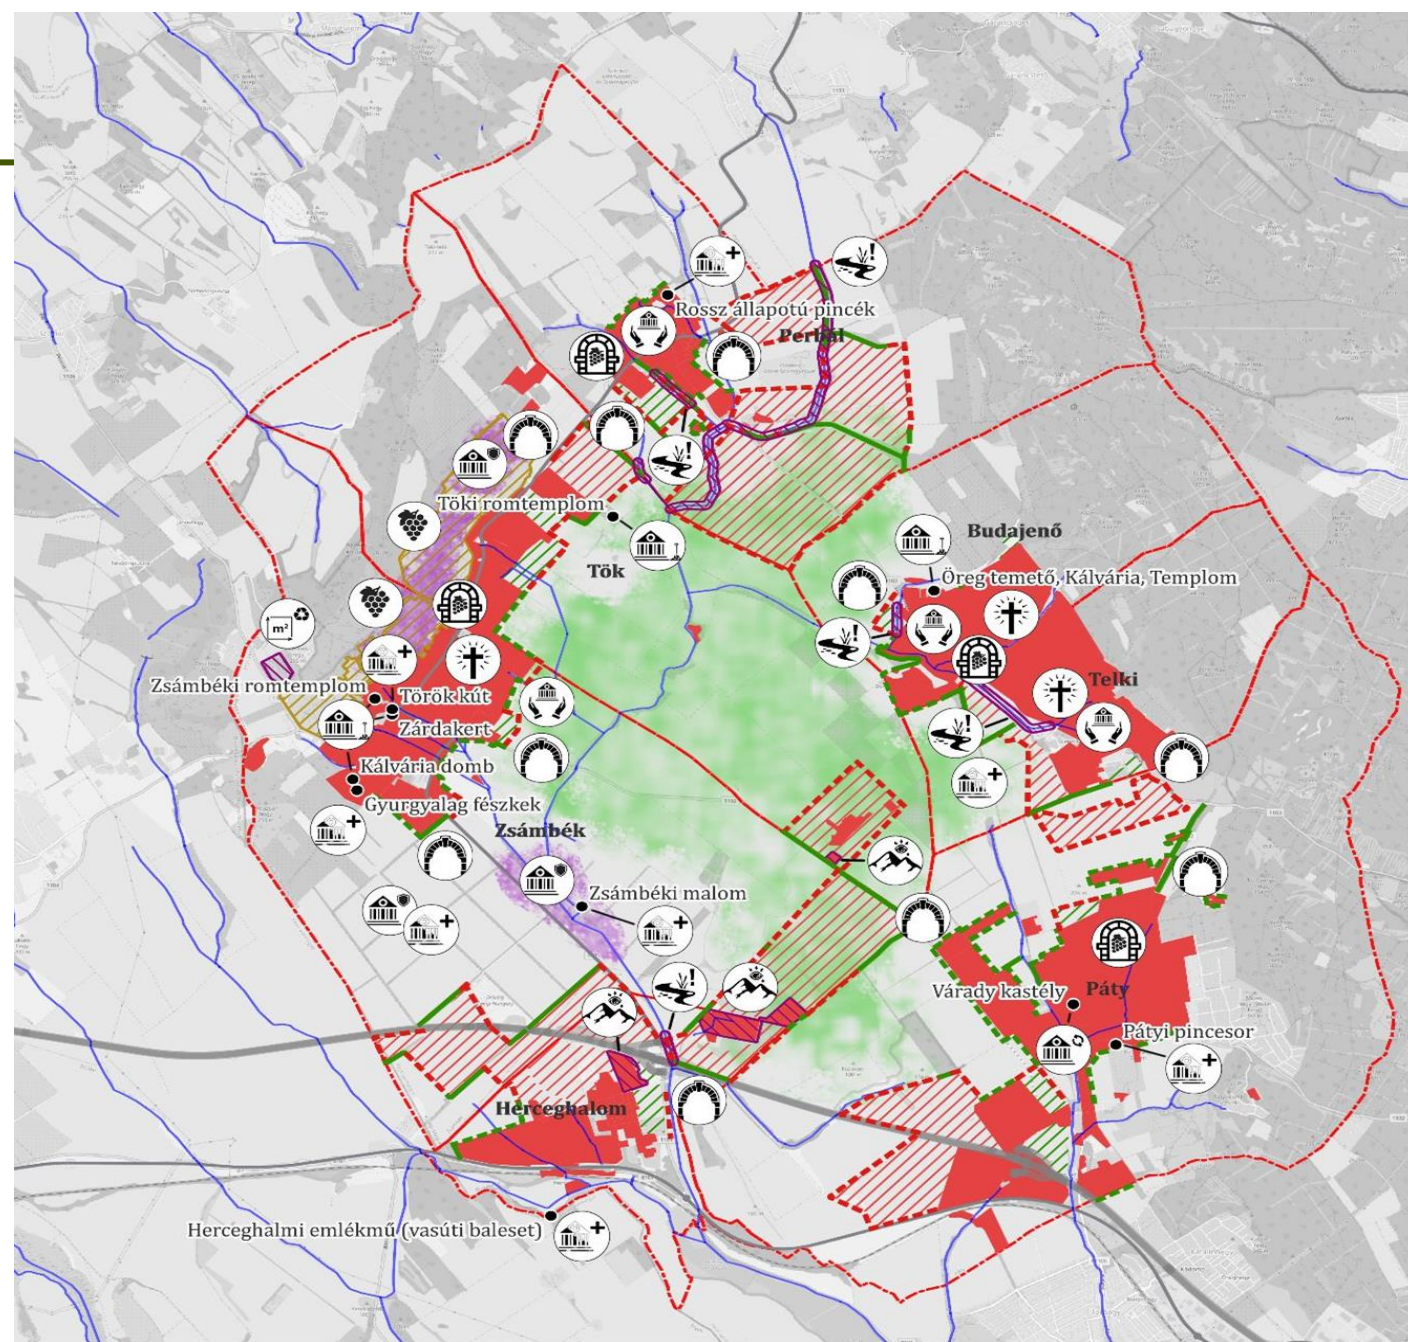 Rossz állapotú pincék
Perbál
Töki romtemplom
Tök
Budajenő
Öreg temető, Kálvária, Templom
Telki
m²
Zsámbéki romtemplom
Török kút
Zárdakert
Kálvária domb
Gyurgyalag fészkek
Zsámbék
Zsámbéki malom
Várady kastély
Páty
Pátyi pincesor
Herceghalom
Herceghalmi emlékmű (vasúti baleset)